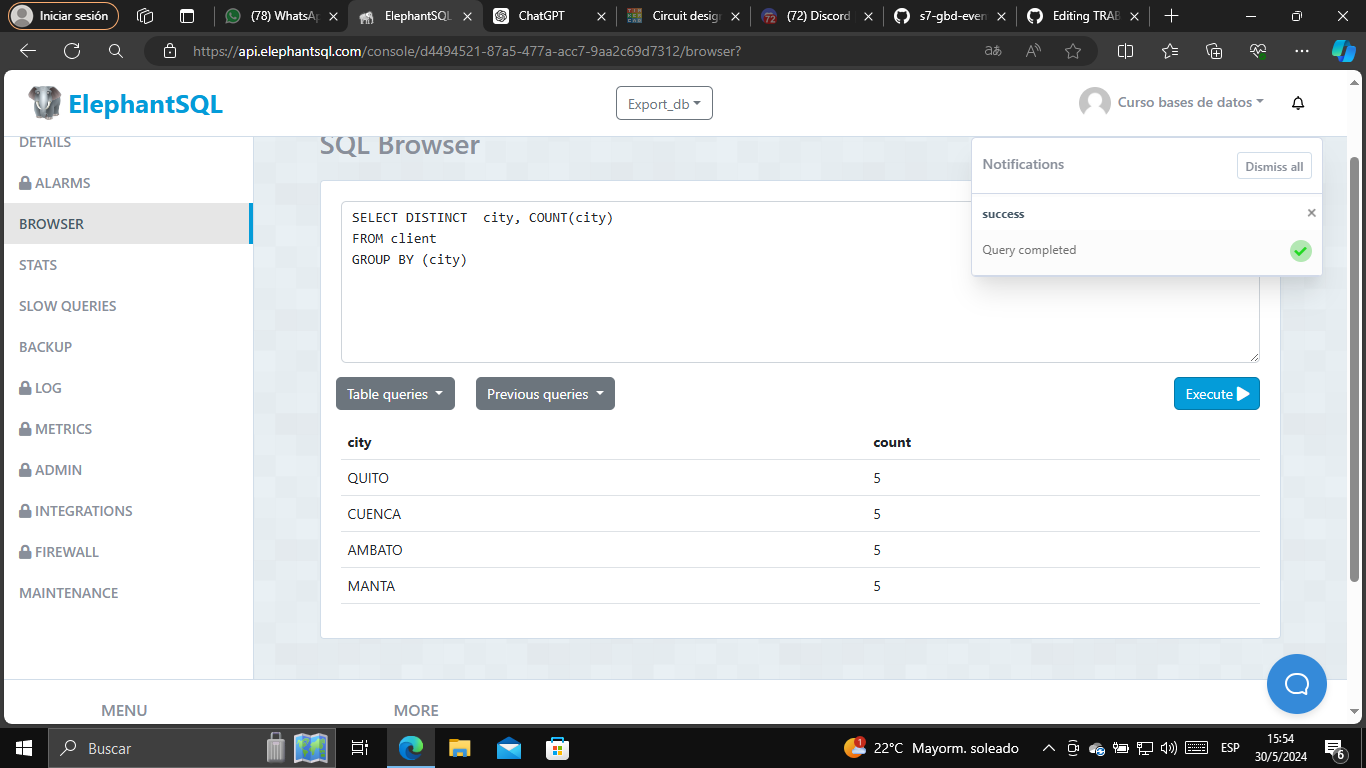 Iniciar sesión
(78) WhatsAp
ElephantSQL
ChatGPT
Circuit desig
(72) Discord
s7-gbd-even
Editing TRAB
https://api.elephantsql.com/console/d4494521-87a5-477a-acc7-9aa2c69d7312/browser?
ElephantSQL
Export_db
Curso bases de datos
DETAILS
ALARMS
BROWSER
STATS
SLOW QUERIES
BACKUP
LOG
METRICS
ADMIN
INTEGRATIONS
FIREWALL
MAINTENANCE
SQL Browser
Notifications
Dismiss all
success
Query completed
SELECT DISTINCT  city, COUNT(city)
FROM client
GROUP BY (city)
Table queries
Previous queries
Execute
city count
QUITO 5
CUENCA 5
AMBATO 5
MANTA 5
MENU
MORE
Buscar
22°C Mayorm. soleado
ESP
15:54
30/5/2024
6